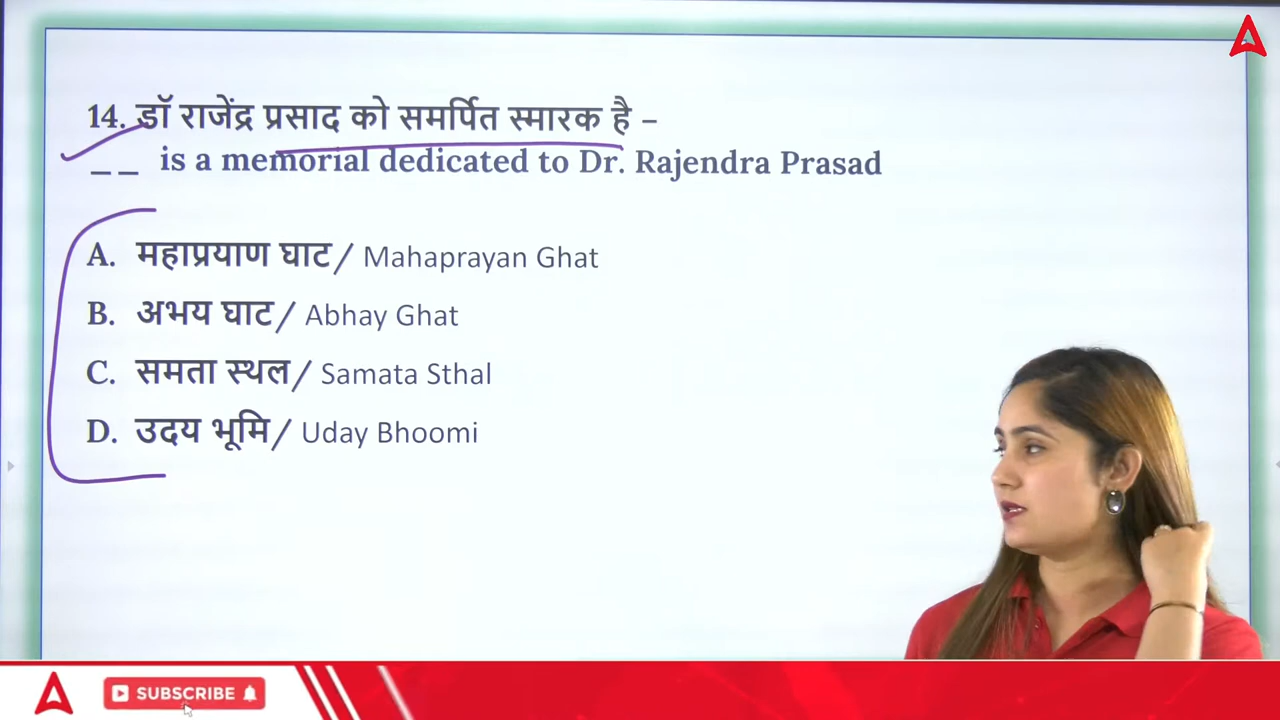 14. डॉ राजेंद्र प्रसाद को समर्पित स्मारक है –
__ is a memorial dedicated to Dr. Rajendra Prasad
A. महाप्रयाण घाट/ Mahaprayan Ghat
B. अभय घाट/ Abhay Ghat
C. समता स्थल/ Samata Sthal
D. उदय भूमि/ Uday Bhoomi
SUBSCRIBE